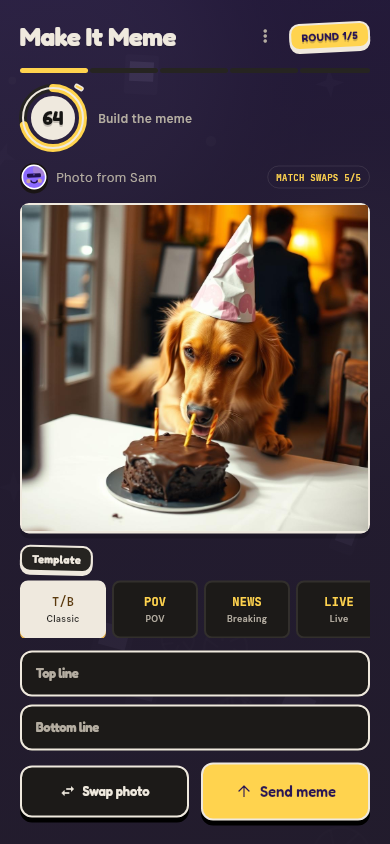 Make It Meme
ROUND 1/5
64
Build the meme
Photo from Sam
MATCH SWAPS 5/5
Template
T/B
Classic
POV
POV
NEWS
Breaking
LIVE
Live
Top line
Bottom line
Swap photo
Send meme